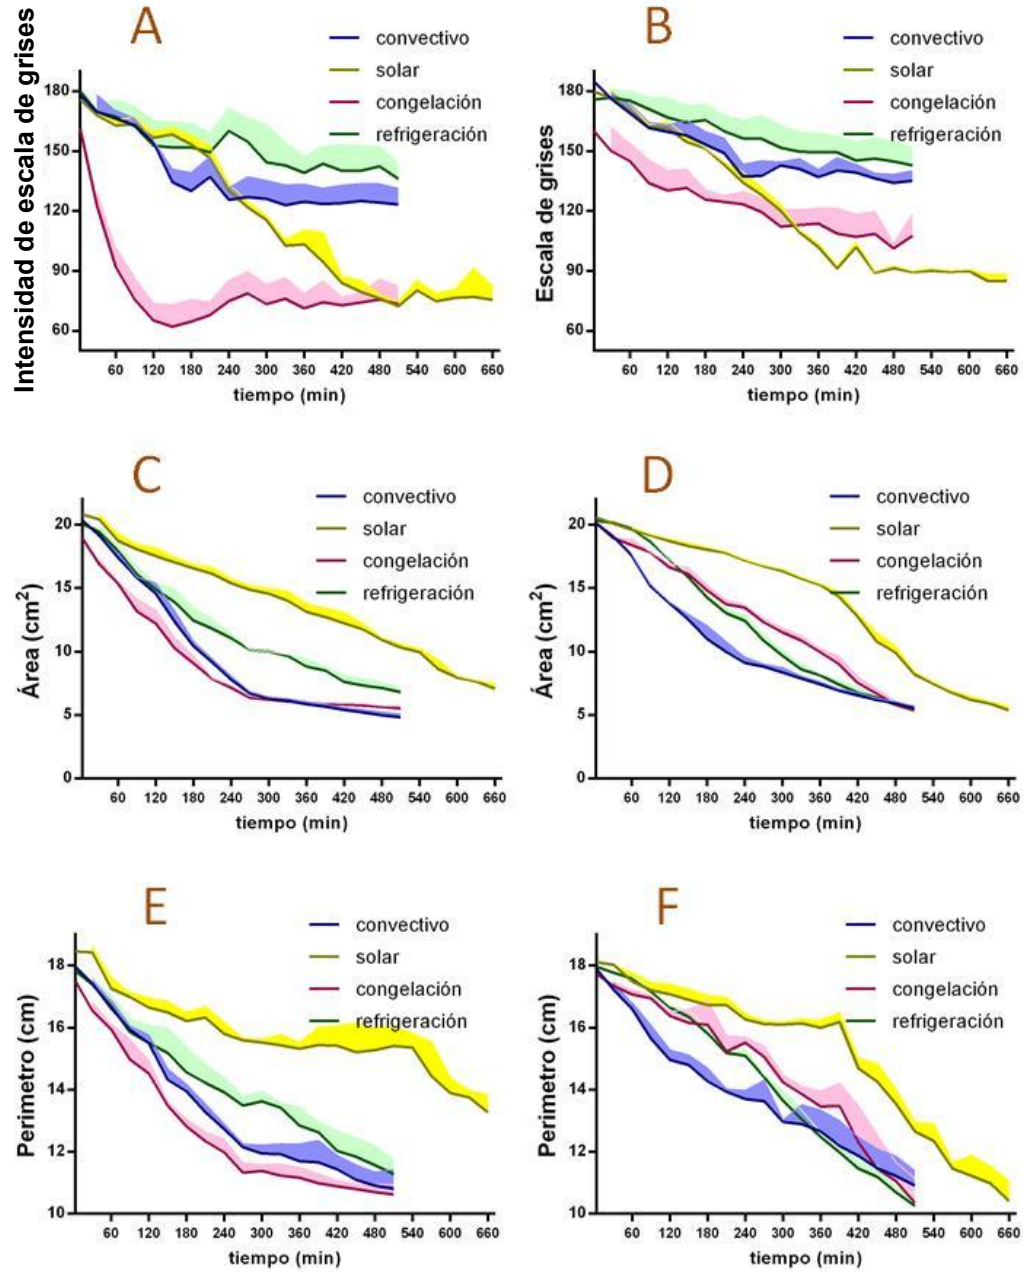 A
convectivo
solar
congelación
refrigeración
Intensidad de escala de grises
180
150
120
90
60
60 120 180 240 300 360 420 480 540 600 660
tiempo (min)
B
convectivo
solar
congelación
refrigeración
Escala de grises
180
150
120
90
60
60 120 180 240 300 360 420 480 540 600 660
tiempo (min)
C
convectivo
solar
congelación
refrigeración
Área (cm²)
20
15
10
5
0
60 120 180 240 300 360 420 480 540 600 660
tiempo (min)
D
convectivo
solar
congelación
refrigeración
Área (cm²)
20
15
10
5
0
60 120 180 240 300 360 420 480 540 600 660
tiempo (min)
E
convectivo
solar
congelación
refrigeración
Perimetro (cm)
18
16
14
12
10
60 120 180 240 300 360 420 480 540 600 660
tiempo (min)
F
convectivo
solar
congelación
refrigeración
Perimetro (cm)
18
16
14
12
10
60 120 180 240 300 360 420 480 540 600 660
tiempo (min)